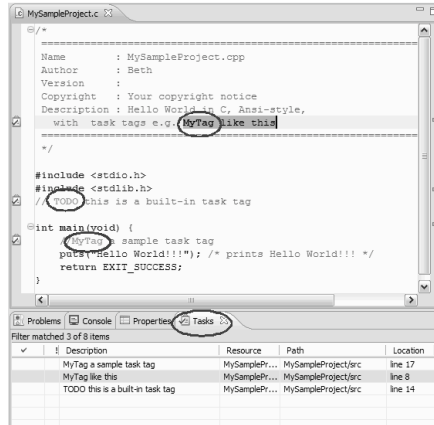 MySampleProject.c
/*
==========================================================
Name : MySampleProject.cpp
Author : Beth
Version :
Copyright : Your copyright notice
Description : Hello World in C, Ansi-style,
with task tags e.g. MyTag like this
==========================================================
*/
#include <stdio.h>
#include <stdlib.h>
// TODO this is a built-in task tag
int main(void) {
//MyTag a sample task tag
puts("Hello World!!!"); /* prints Hello World!!! */
return EXIT_SUCCESS;
}
Problems Console Properties Tasks
Filter matched 3 of 8 items
! Description Resource Path Location
MyTag a sample task tag MySamplePr... MySampleProject/src line 17
MyTag like this MySamplePr... MySampleProject/src line 8
TODO this is a built-in task tag MySamplePr... MySampleProject/src line 14